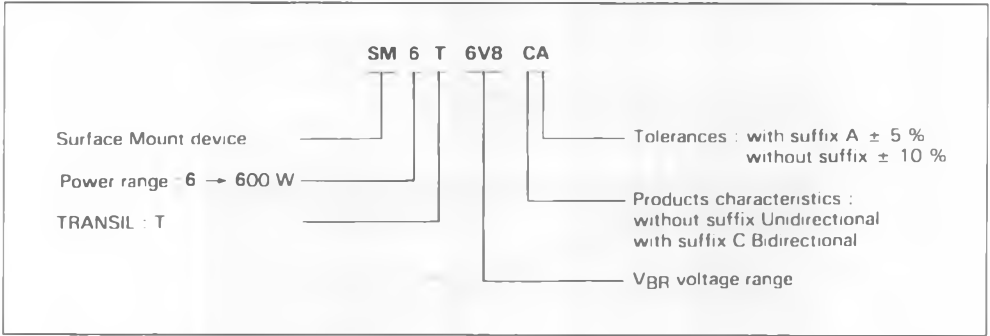 SM 6 T 6V8 CA
Surface Mount device
Power range 6 → 600 W
TRANSIL : T
Tolerances : with suffix A ± 5 %
without suffix ± 10 %
Products characteristics :
without suffix Unidirectional
with suffix C Bidirectional
VBR voltage range